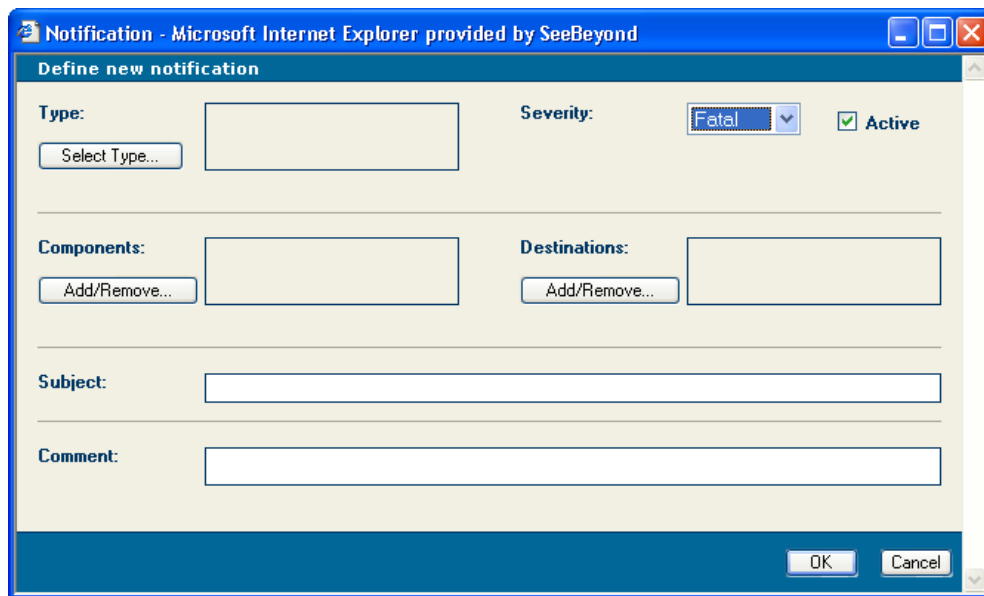 Notification - Microsoft Internet Explorer provided by SeeBeyond
Define new notification
Type:
Select Type...
Severity:
Fatal
Active
Components:
Add/Remove...
Destinations:
Add/Remove...
Subject:
Comment:
OK
Cancel